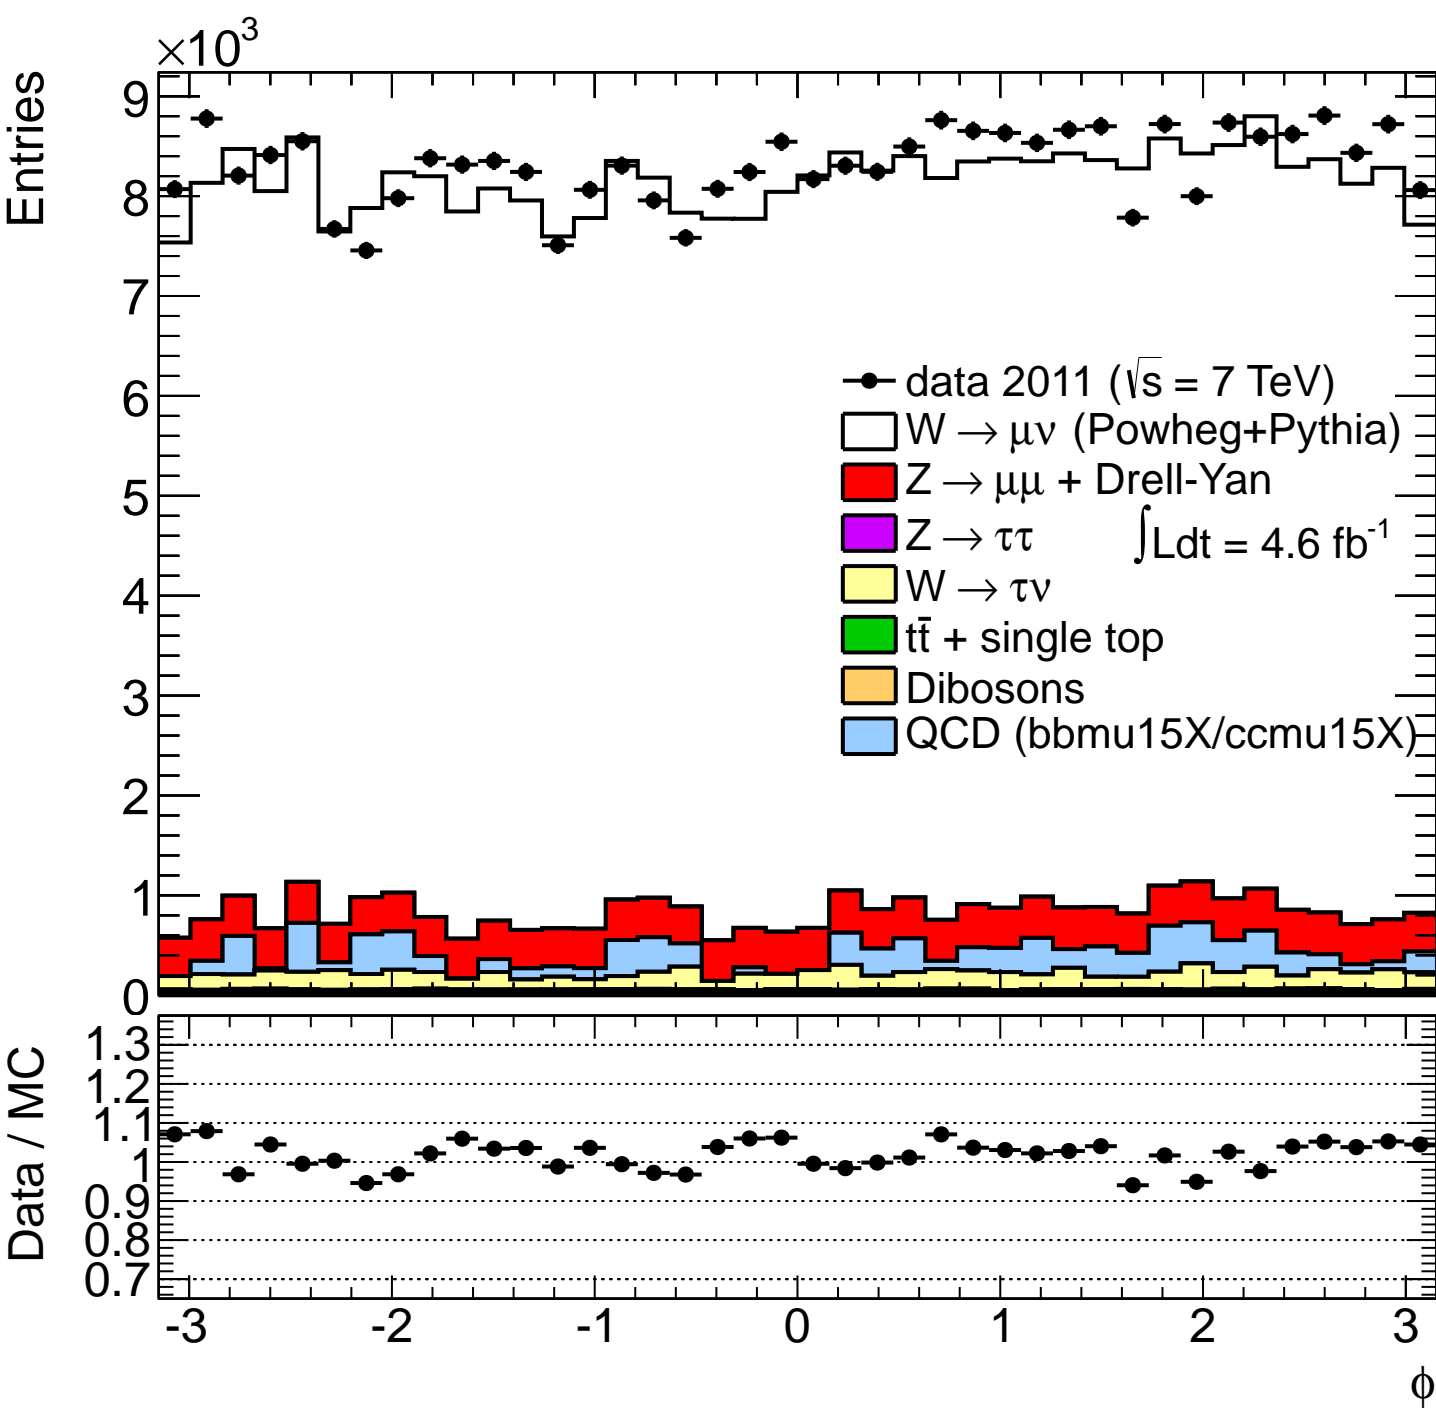 ×10³
Entries
9
8
7
6
5
4
3
2
1
0
data 2011 (√s = 7 TeV)
W → μν (Powheg+Pythia)
Z → μμ + Drell-Yan
Z → ττ
∫Ldt = 4.6 fb⁻¹
W → τν
tt̄ + single top
Dibosons
QCD (bbmu15X/ccmu15X)
Data / MC
1.3
1.2
1.1
1
0.9
0.8
0.7
-3 -2 -1 0 1 2 3
ϕ